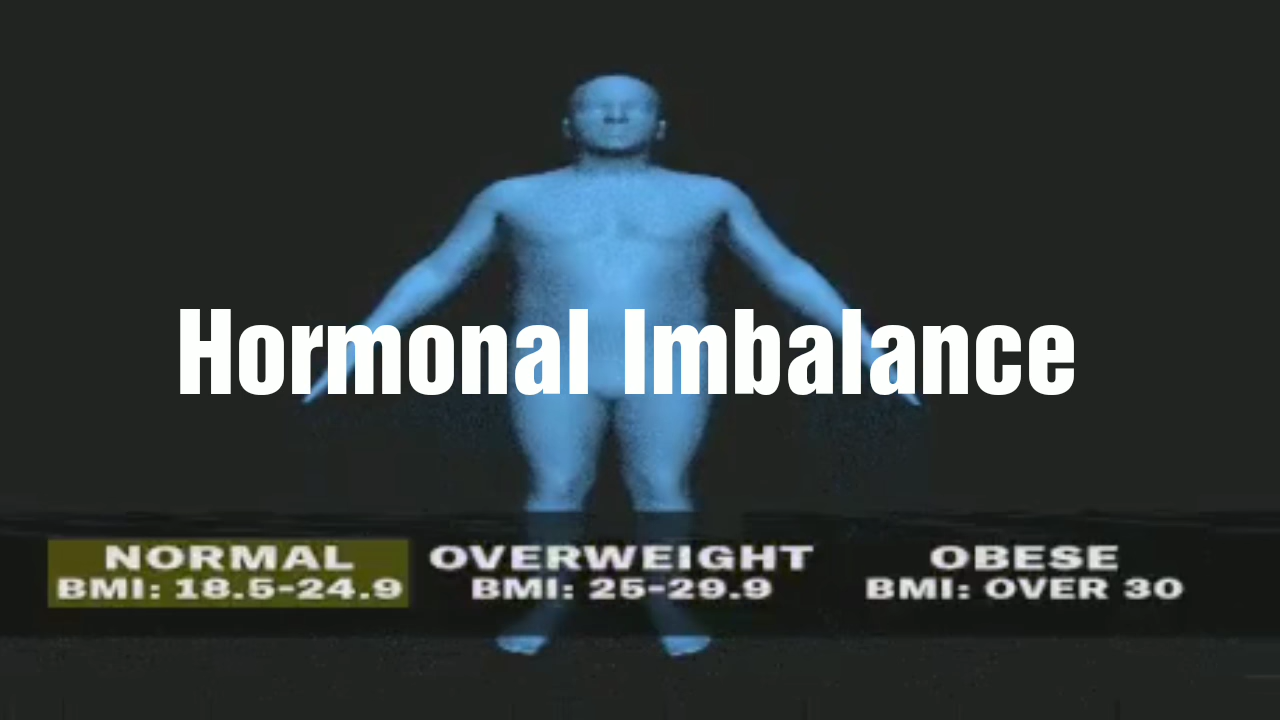 Hormonal Imbalance
NORMAL OVERWEIGHT OBESE
BMI: 18.5-24.9 BMI: 25-29.9 BMI: OVER 30